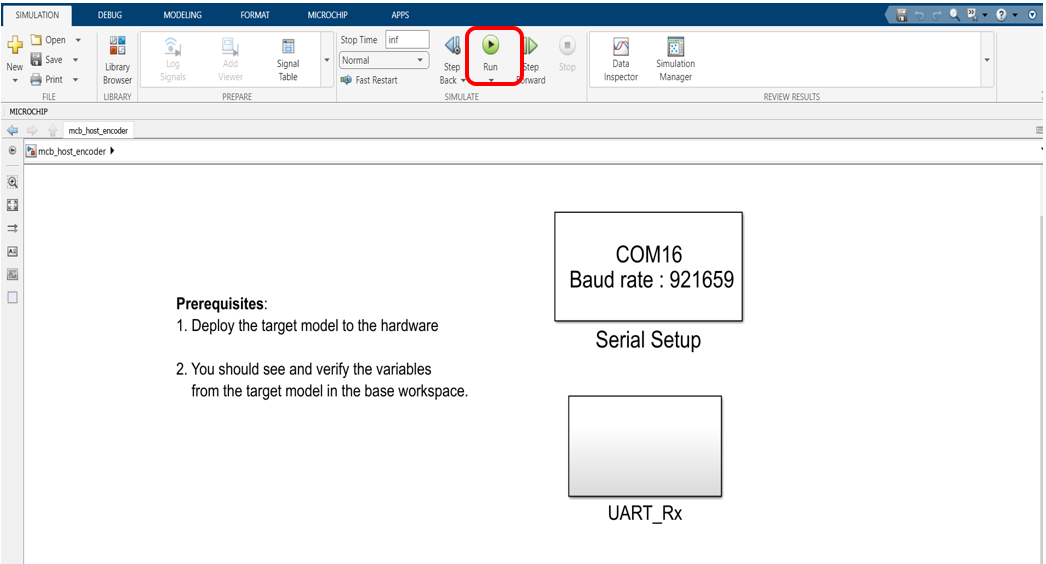 SIMULATION DEBUG MODELING FORMAT MICROCHIP APPS
New
Open
Save
Print
FILE
Library
Browser
LIBRARY
Log
Signals
Add
Viewer
Signal
Table
PREPARE
Stop Time inf
Normal
Fast Restart
Step
Back
Run
Step
Forward
Stop
SIMULATE
Data
Inspector
Simulation
Manager
REVIEW RESULTS
MICROCHIP
mcb_host_encoder
mcb_host_encoder
COM16
Baud rate : 921659
Serial Setup
Prerequisites:
1. Deploy the target model to the hardware
2. You should see and verify the variables
from the target model in the base workspace.
UART_Rx